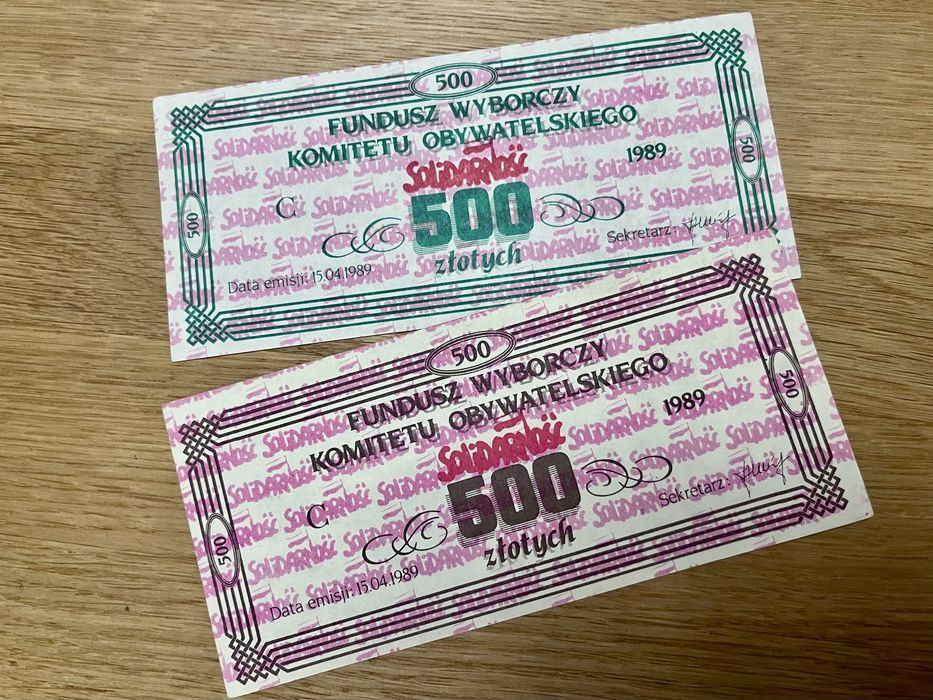 500
FUNDUSZ WYBORCZY
KOMITETU OBYWATELSKIEGO
SOLIDARNOŚĆ
1989
C
500
500
500
złotych
Sekretarz:
Data emisji: 15.04.1989
500
FUNDUSZ WYBORCZY
KOMITETU OBYWATELSKIEGO
SOLIDARNOŚĆ
1989
C
500
500
500
złotych
Sekretarz:
Data emisji: 15.04.1989